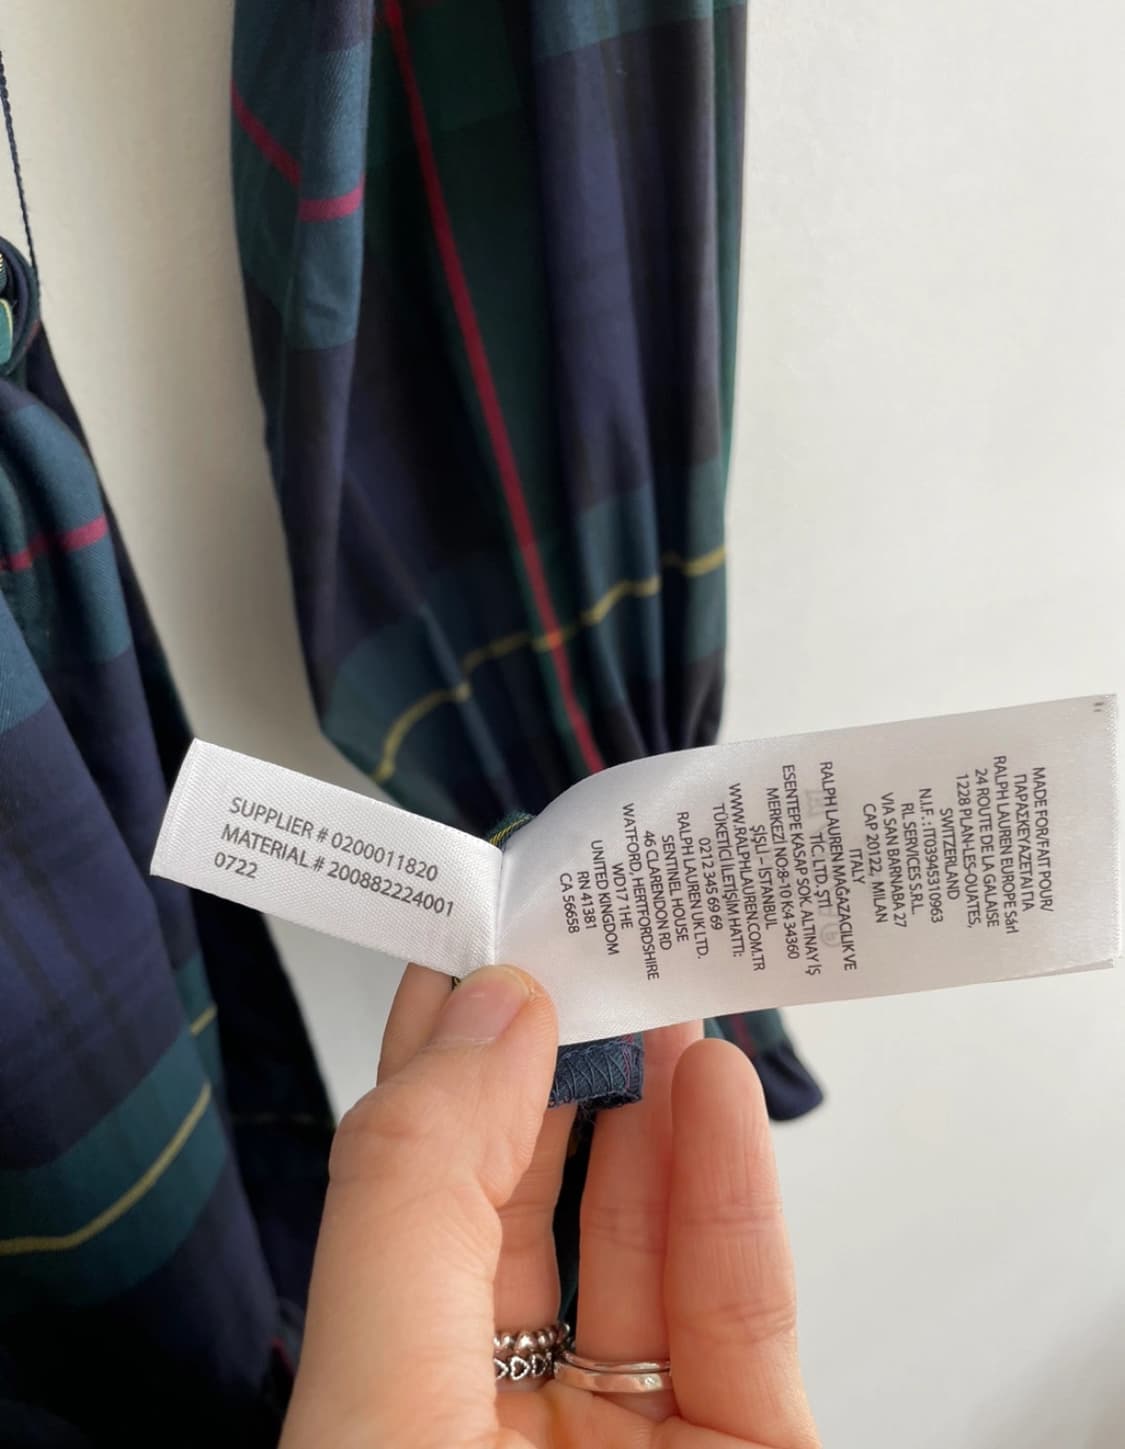 SUPPLIER # 0200011820
MATERIAL # 200882224001
0722
MADE FOR/FAIT POUR/
ΠΑΡΑΣΚΕΥΑΖΕΤΑΙ ΓΙΑ
RALPH LAUREN EUROPE Sárl
24 ROUTE DE LA GALAISE
1228 PLAN-LES-OUATES,
SWITZERLAND
N.I.F. : IT03945310963
RL SERVICES S.R.L.
VIA SAN BARNABA 27
CAP 20122, MILAN
ITALY
RALPH LAUREN MAĞAZACILIK VE
TİC. LTD. ŞTİ.
ESENTEPE KASAP SOK. ALTINAY İŞ
MERKEZİ NO:8-10 K:4 34360
ŞİŞLİ – İSTANBUL
WWW.RALPHLAUREN.COM.TR
TÜKETİCİ İLETİŞİM HATTI:
0212 345 69 69
RALPH LAUREN UK LTD.
SENTINEL HOUSE
46 CLARENDON RD
WATFORD, HERTFORDSHIRE
WD17 1HE
UNITED KINGDOM
RN 41381
CA 56658